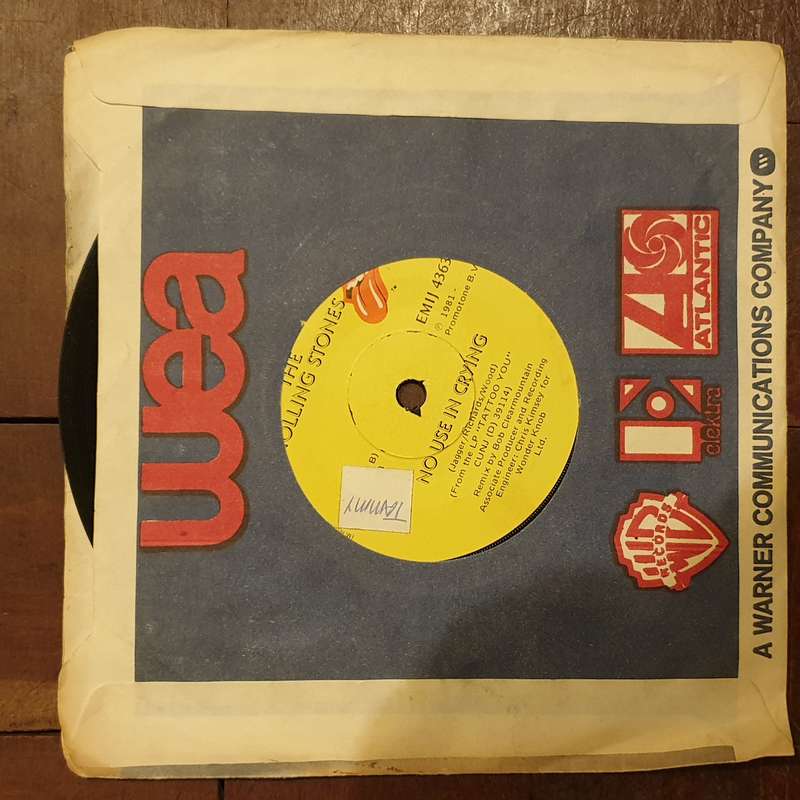 wea
THE
ROLLING STONES
EMIJ 4363
℗ 1981 -
Promotone B.V
NO USE IN CRYING
(Jagger/Richards/Wood)
(From the LP "TATTOO YOU"
CUNJ (D) 39114)
Remix by Bob Clearmountain
Associate Producer and Recording
Engineer: Chris Kimsey for
Wonder Knob
Ltd.
B)
TAMMY
ATLANTIC
elektra
RECORDS
A WARNER COMMUNICATIONS COMPANY